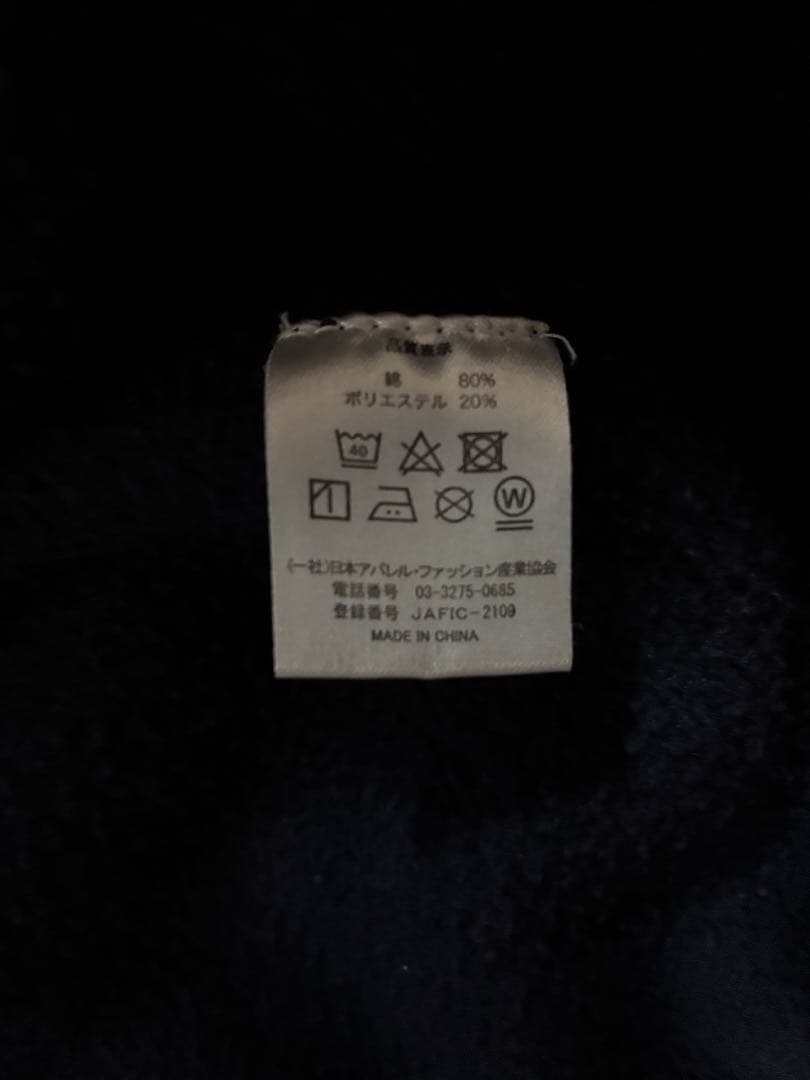 品質表示
綿 80%
ポリエステル 20%
40
W
(一社)日本アパレル・ファッション産業協会
電話番号 03-3275-0685
登録番号 JAFIC-2109
MADE IN CHINA